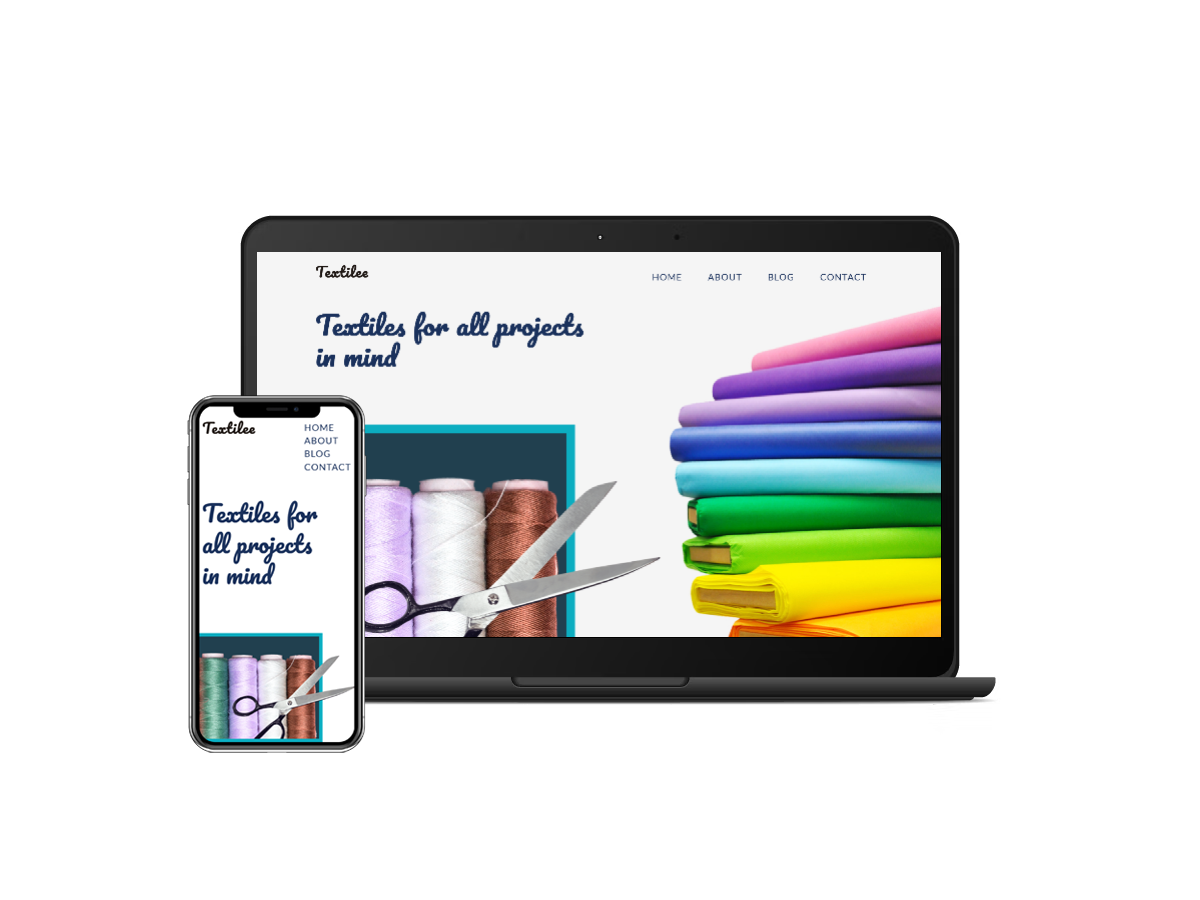 Textilee
HOME ABOUT BLOG CONTACT
Textiles for all projects
in mind
Textilee
HOME
ABOUT
BLOG
CONTACT
Textiles for
all projects
in mind